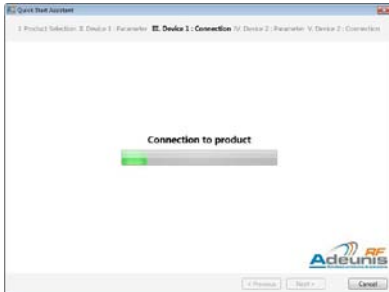 Quick Start Assistant
I. Product Selection II. Device 1 : Parameter III. Device 1 : Connection IV. Device 2 : Parameter V. Device 2 : Connection
Connection to product
Adeunis RF
< Previous Next > Cancel